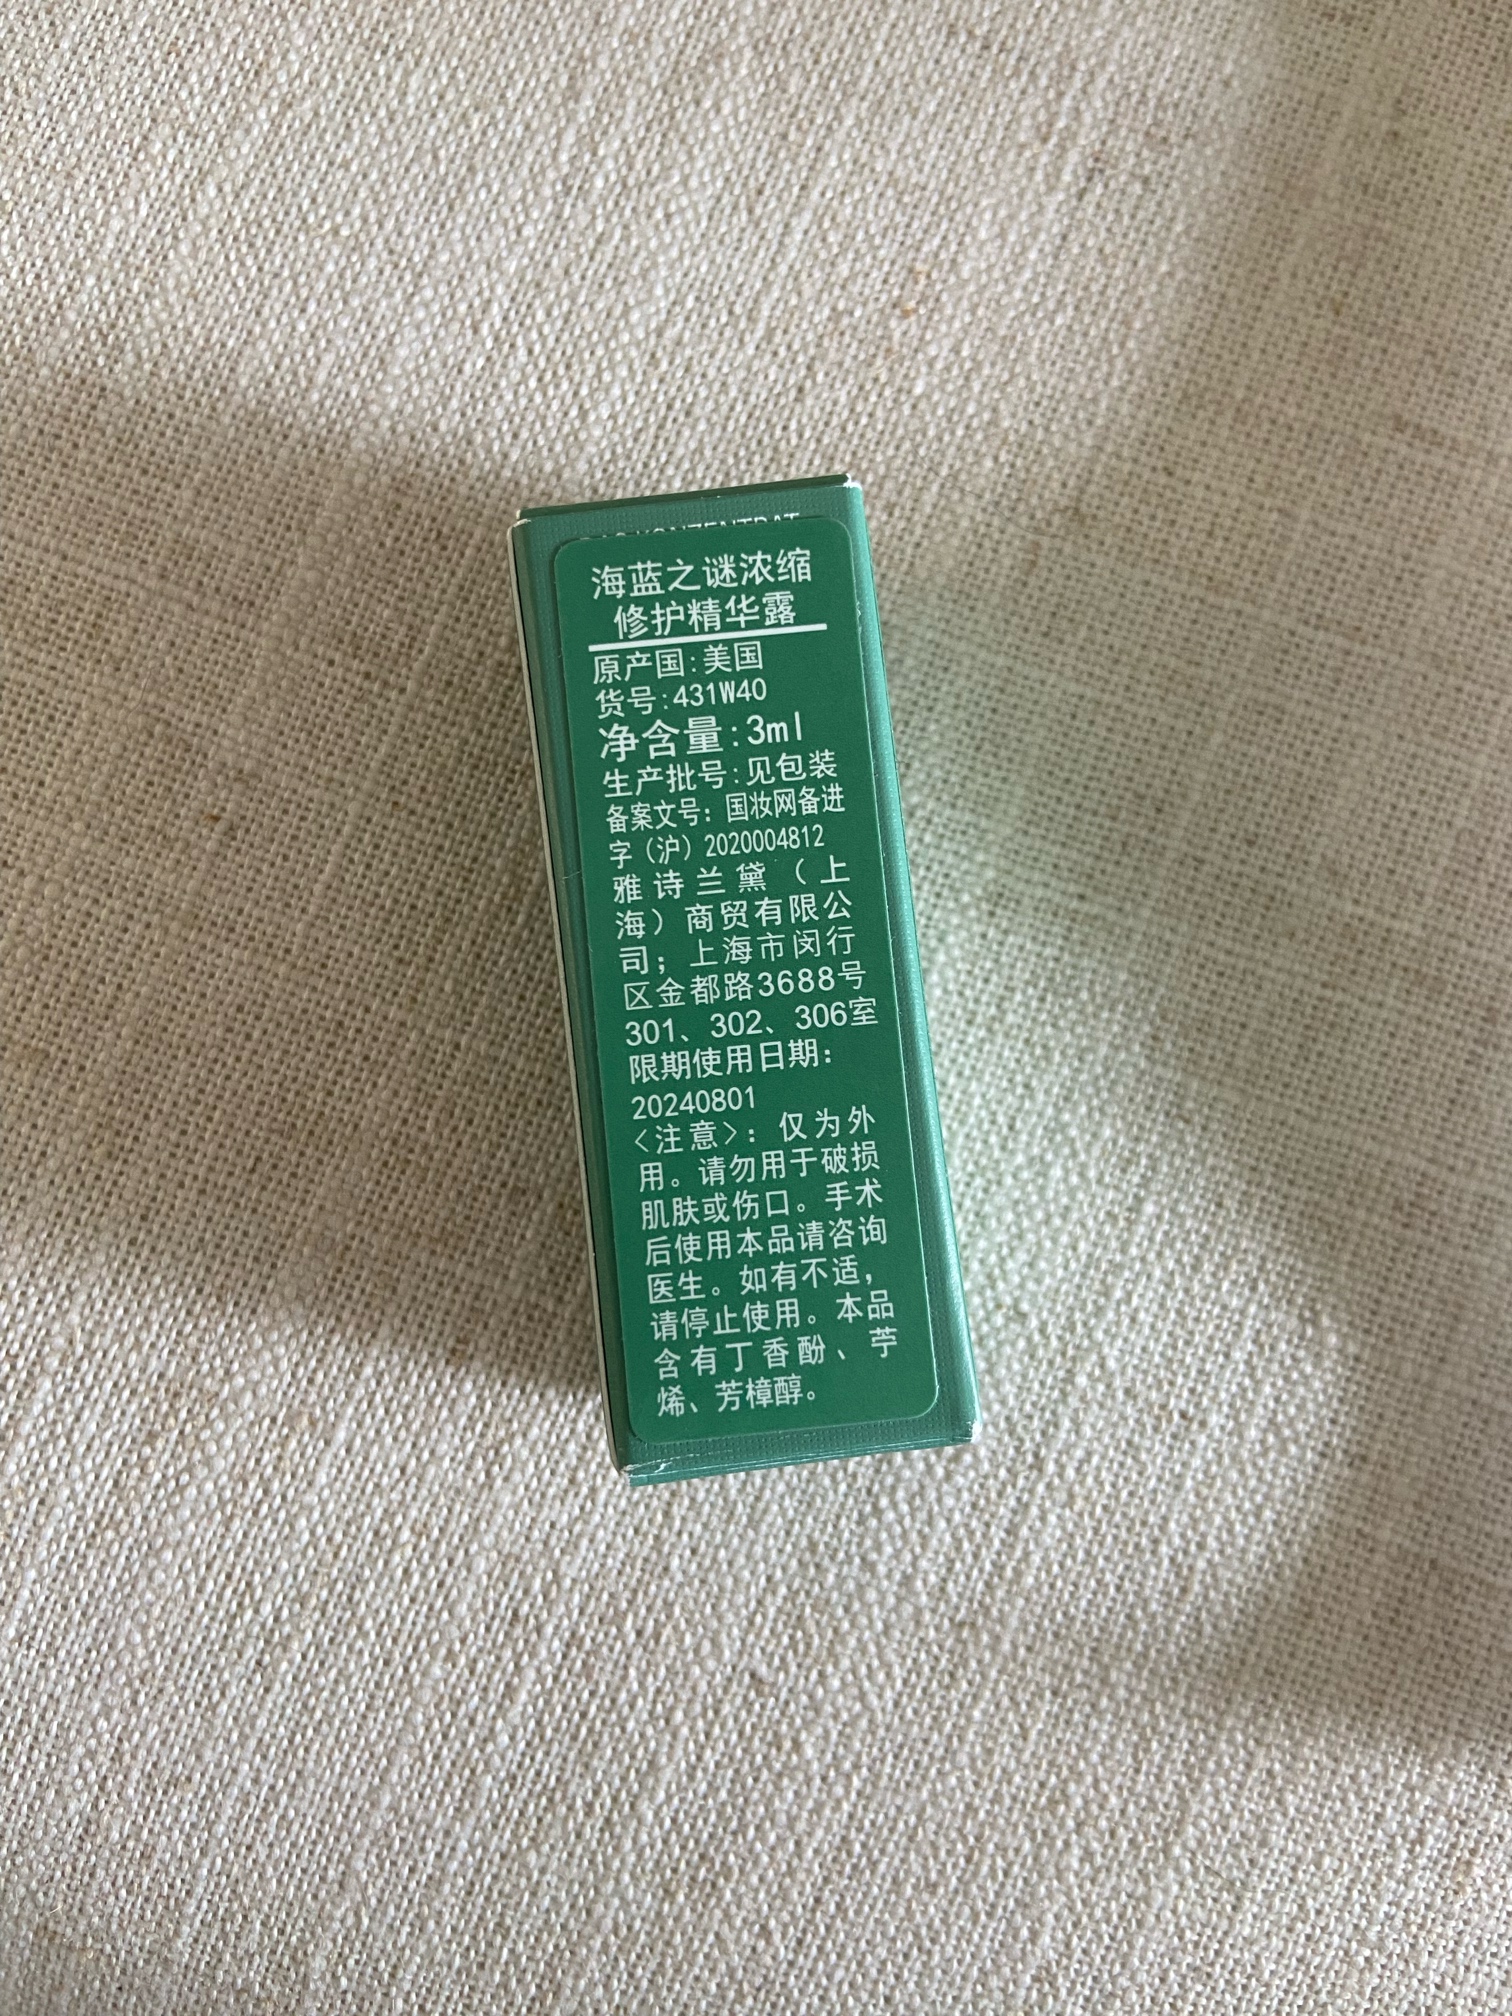 KONZENTRAT
海蓝之谜浓缩
修护精华露
原产国:美国
货号:431W40
净含量:3ml
生产批号:见包装
备案文号：国妆网备进
字（沪）2020004812
雅诗兰黛（上
海）商贸有限公
司；上海市闵行
区金都路3688号
301、302、306室
限期使用日期：
20240801
<注意>：仅为外
用。请勿用于破损
肌肤或伤口。手术
后使用本品请咨询
医生。如有不适，
请停止使用。本品
含有丁香酚、苧
烯、芳樟醇。